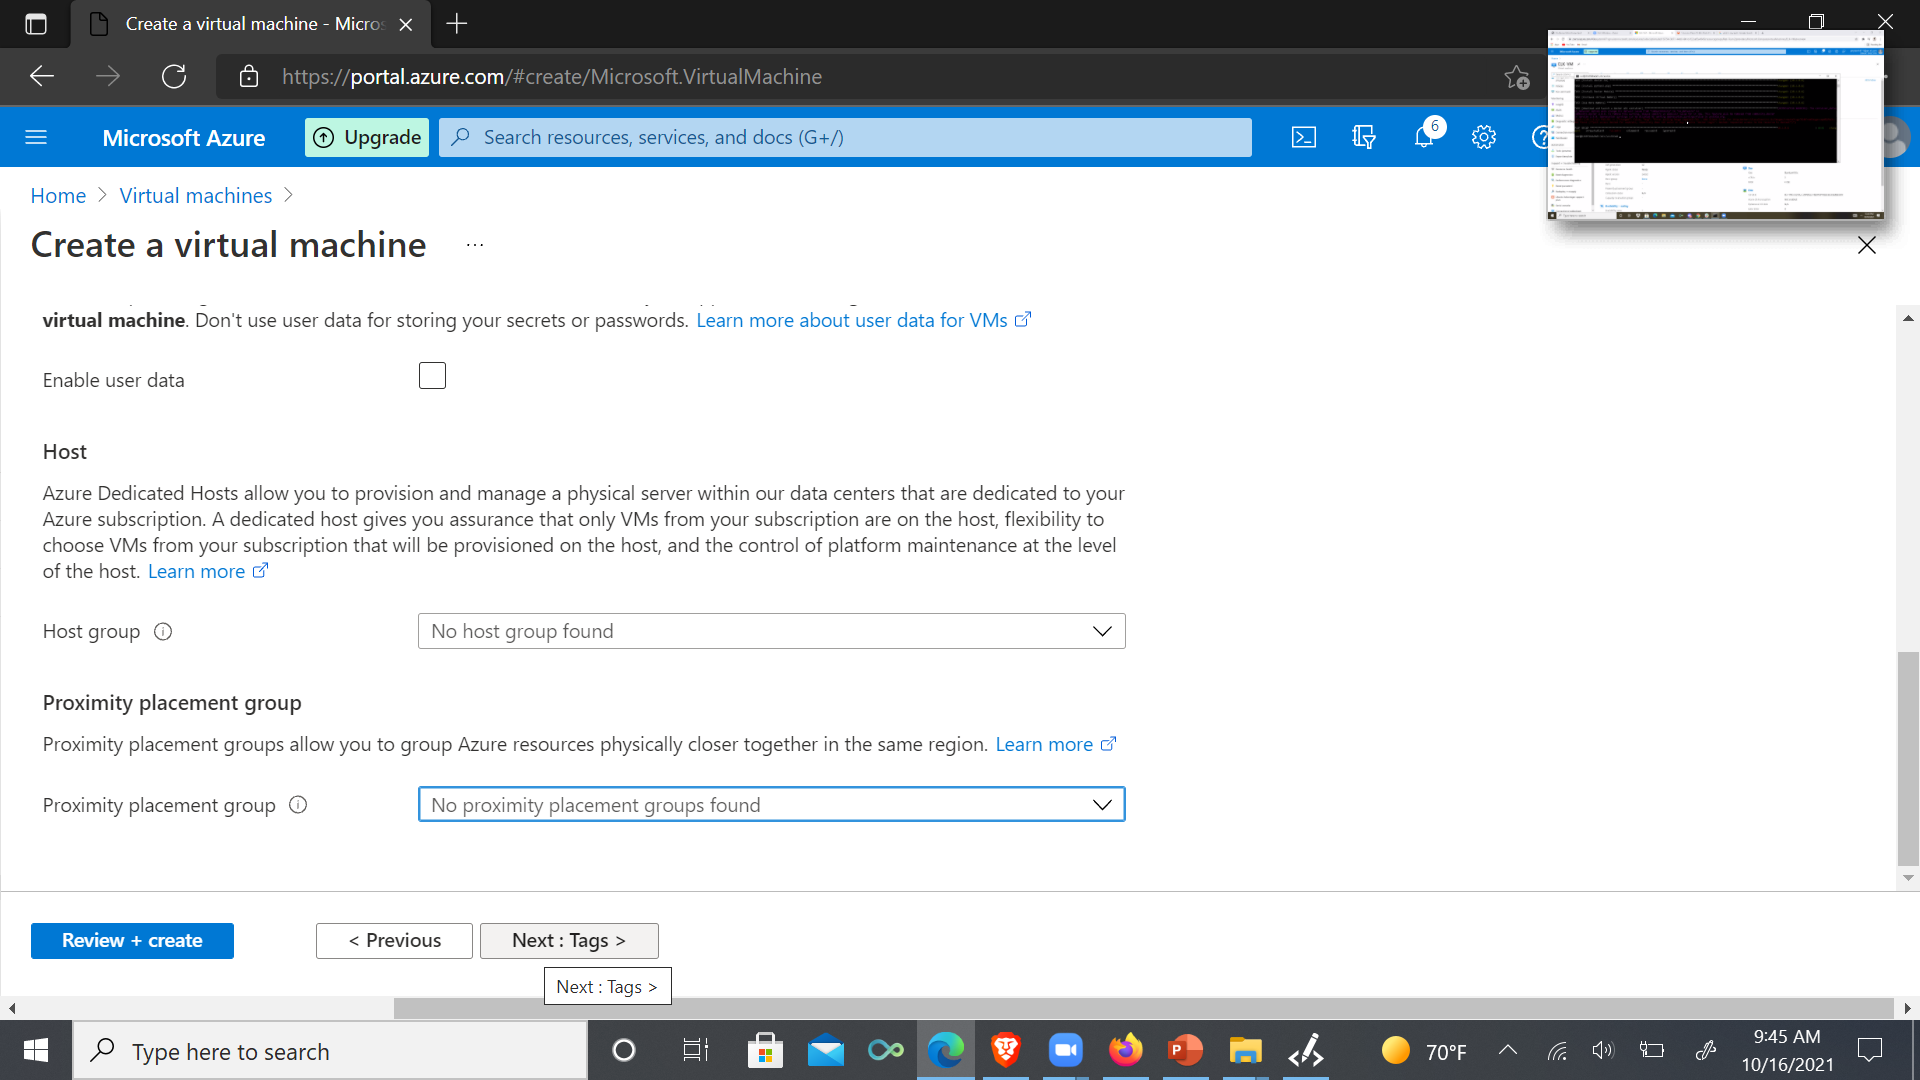 Create a virtual machine - Micros
https://portal.azure.com/#create/Microsoft.VirtualMachine
Microsoft Azure
Upgrade
Search resources, services, and docs (G+/)
6
Home > Virtual machines >
Create a virtual machine ...
virtual machine. Don't use user data for storing your secrets or passwords. Learn more about user data for VMs
Enable user data
Host
Azure Dedicated Hosts allow you to provision and manage a physical server within our data centers that are dedicated to your
Azure subscription. A dedicated host gives you assurance that only VMs from your subscription are on the host, flexibility to
choose VMs from your subscription that will be provisioned on the host, and the control of platform maintenance at the level
of the host. Learn more
Host group
No host group found
Proximity placement group
Proximity placement groups allow you to group Azure resources physically closer together in the same region. Learn more
Proximity placement group
No proximity placement groups found
Review + create
< Previous
Next : Tags >
Next : Tags >
Type here to search
70°F
9:45 AM
10/16/2021